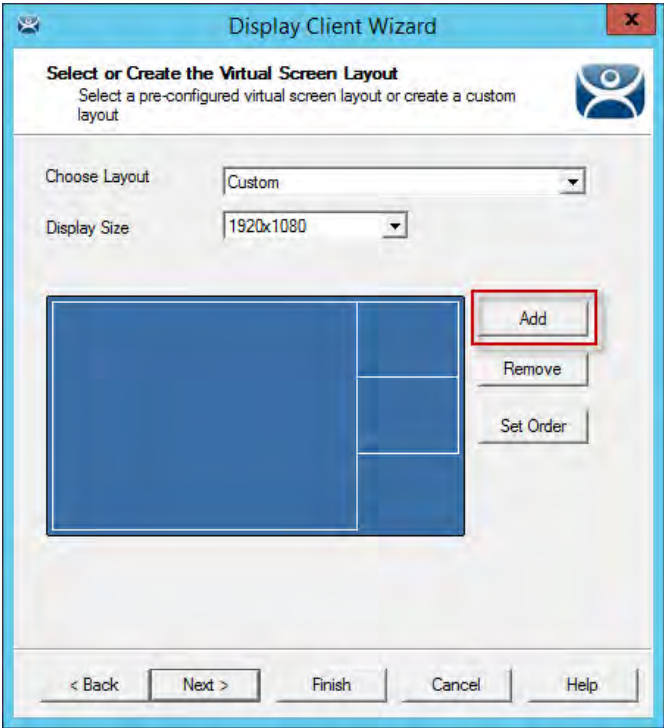 Display Client Wizard
x
Select or Create the Virtual Screen Layout
Select a pre-configured virtual screen layout or create a custom
layout
Choose Layout
Custom
Display Size
1920x1080
Add
Remove
Set Order
< Back
Next >
Finish
Cancel
Help